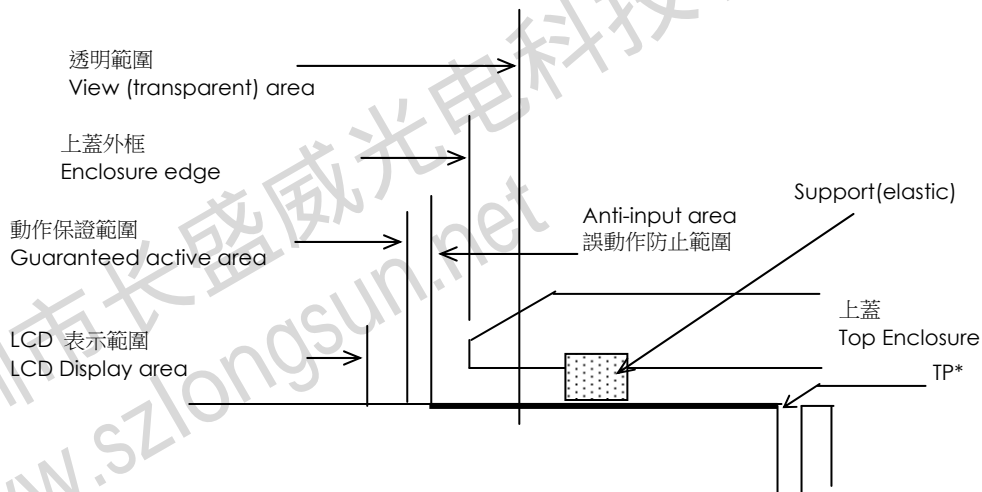 透明範圍
View (transparent) area
上蓋外框
Enclosure edge
Support(elastic)
動作保證範圍
Guaranteed active area
Anti-input area
誤動作防止範圍
上蓋
Top Enclosure
LCD 表示範圍
LCD Display area
TP*
市长盛威光电科技
www.szlongsun.net